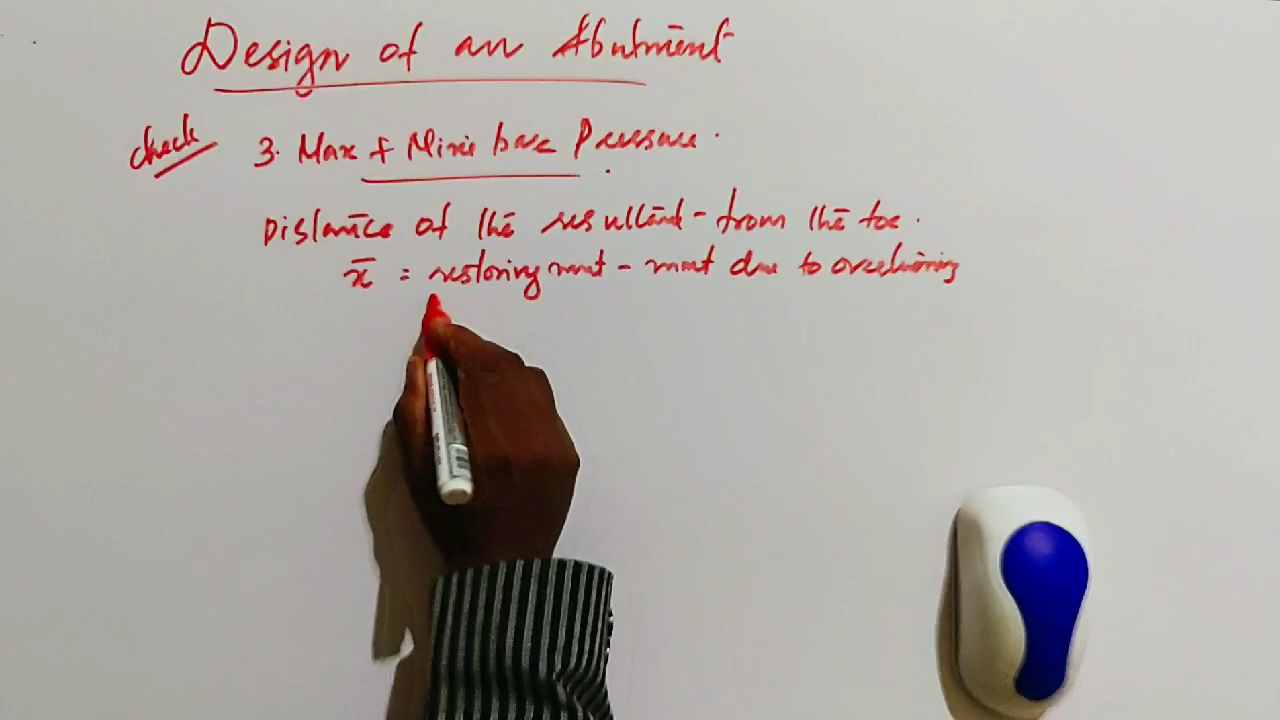 Design of an Abutment
check 3. Max & Mini base Pressure.
Distance of the resultant from the toe.
x̄ = restoring mmt - mmt due to overturning